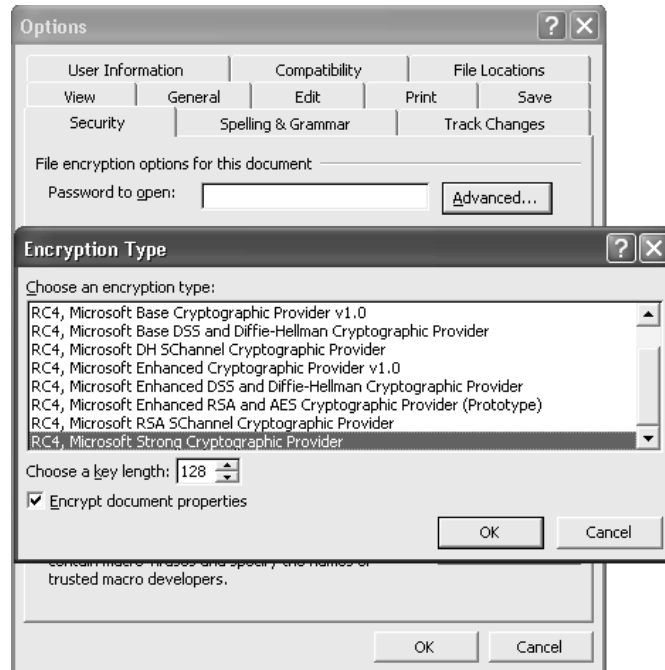 Options
User Information Compatibility File Locations
View General Edit Print Save
Security Spelling & Grammar Track Changes
File encryption options for this document
Password to open: Advanced...
Encryption Type
Choose an encryption type:
RC4, Microsoft Base Cryptographic Provider v1.0
RC4, Microsoft Base DSS and Diffie-Hellman Cryptographic Provider
RC4, Microsoft DH SChannel Cryptographic Provider
RC4, Microsoft Enhanced Cryptographic Provider v1.0
RC4, Microsoft Enhanced DSS and Diffie-Hellman Cryptographic Provider
RC4, Microsoft Enhanced RSA and AES Cryptographic Provider (Prototype)
RC4, Microsoft RSA SChannel Cryptographic Provider
RC4, Microsoft Strong Cryptographic Provider
Choose a key length: 128
Encrypt document properties
OK Cancel
trusted macro developers.
OK Cancel